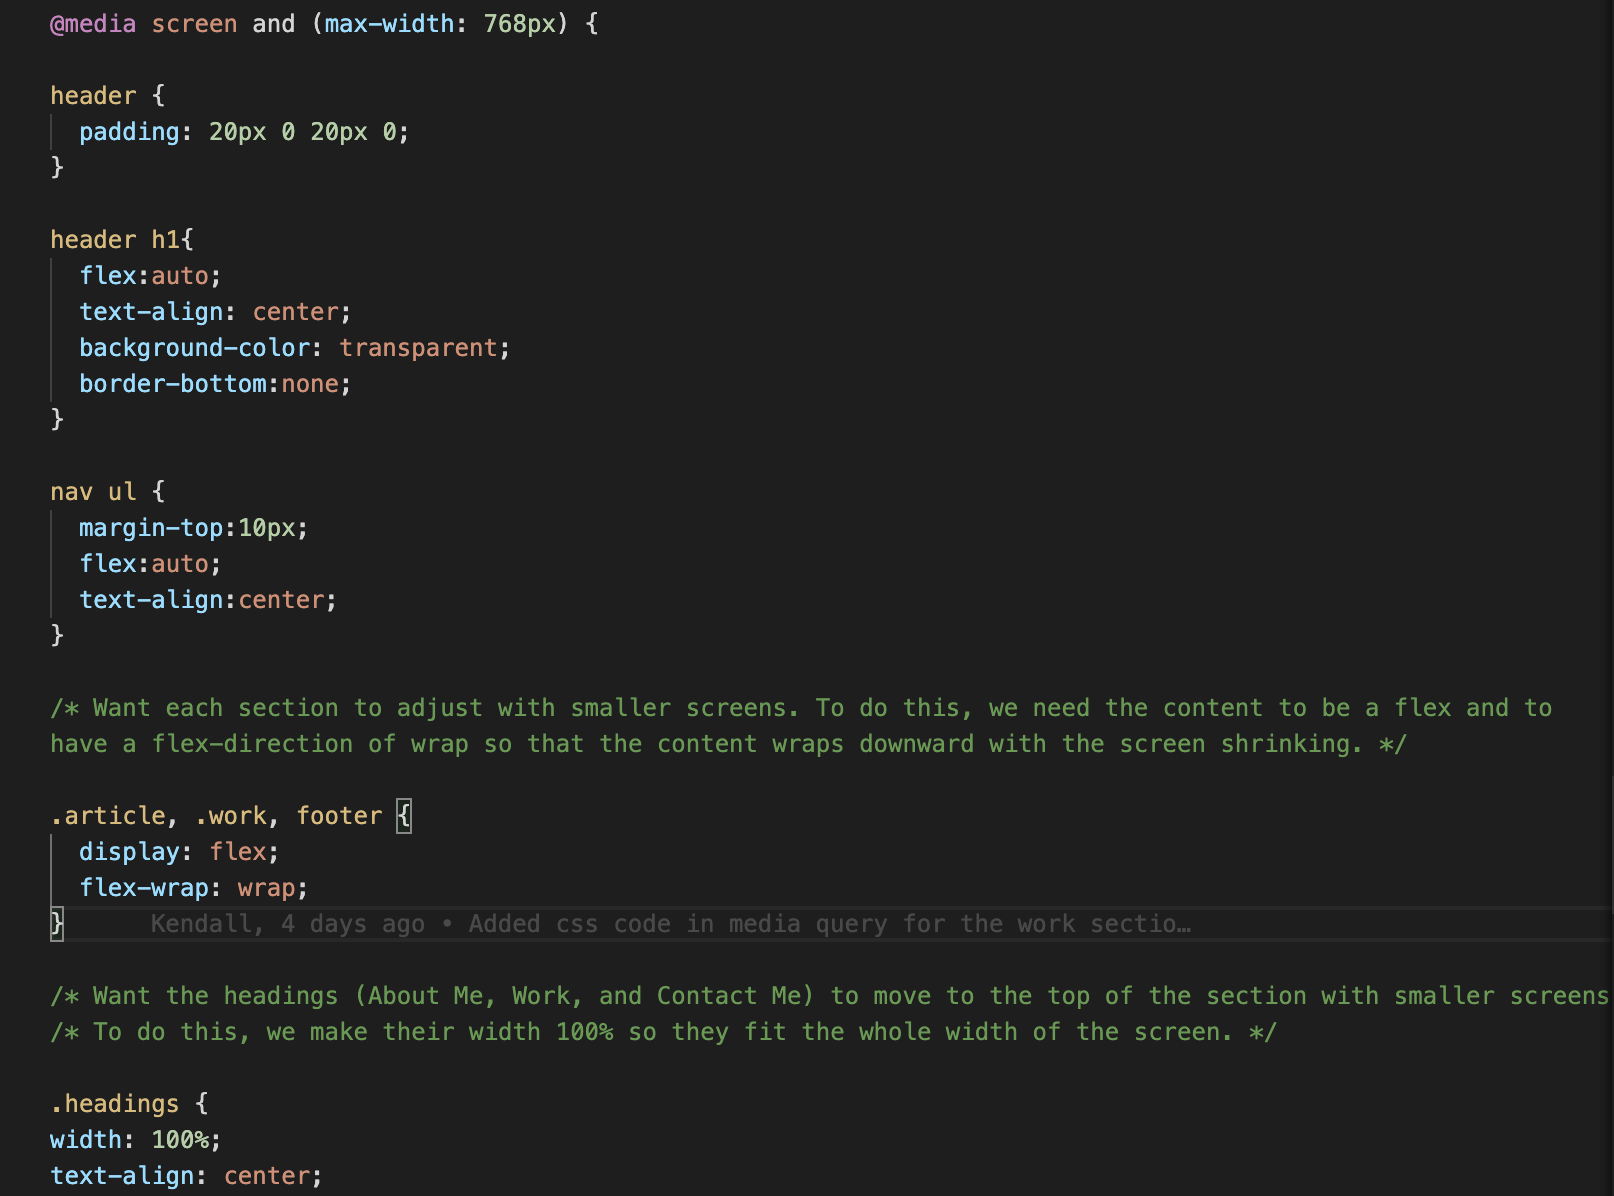 @media screen and (max-width: 768px) {
header {
padding: 20px 0 20px 0;
}
header h1{
flex:auto;
text-align: center;
background-color: transparent;
border-bottom:none;
}
nav ul {
margin-top:10px;
flex:auto;
text-align:center;
}
/* Want each section to adjust with smaller screens. To do this, we need the content to be a flex and to
have a flex-direction of wrap so that the content wraps downward with the screen shrinking. */
.article, .work, footer {
display: flex;
flex-wrap: wrap;
}      Kendall, 4 days ago • Added css code in media query for the work sectio…
/* Want the headings (About Me, Work, and Contact Me) to move to the top of the section with smaller screens
/* To do this, we make their width 100% so they fit the whole width of the screen. */
.headings {
width: 100%;
text-align: center;